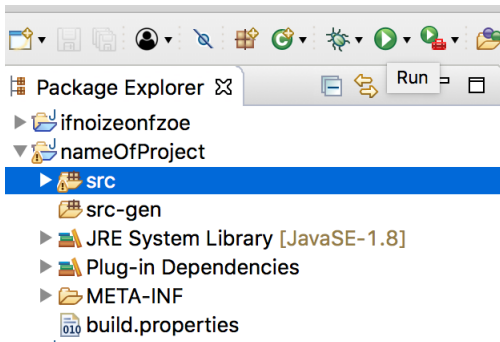 Package Explorer
Run
ifnoizeonfzoe
nameOfProject
src
src-gen
JRE System Library [JavaSE-1.8]
Plug-in Dependencies
META-INF
010
build.properties